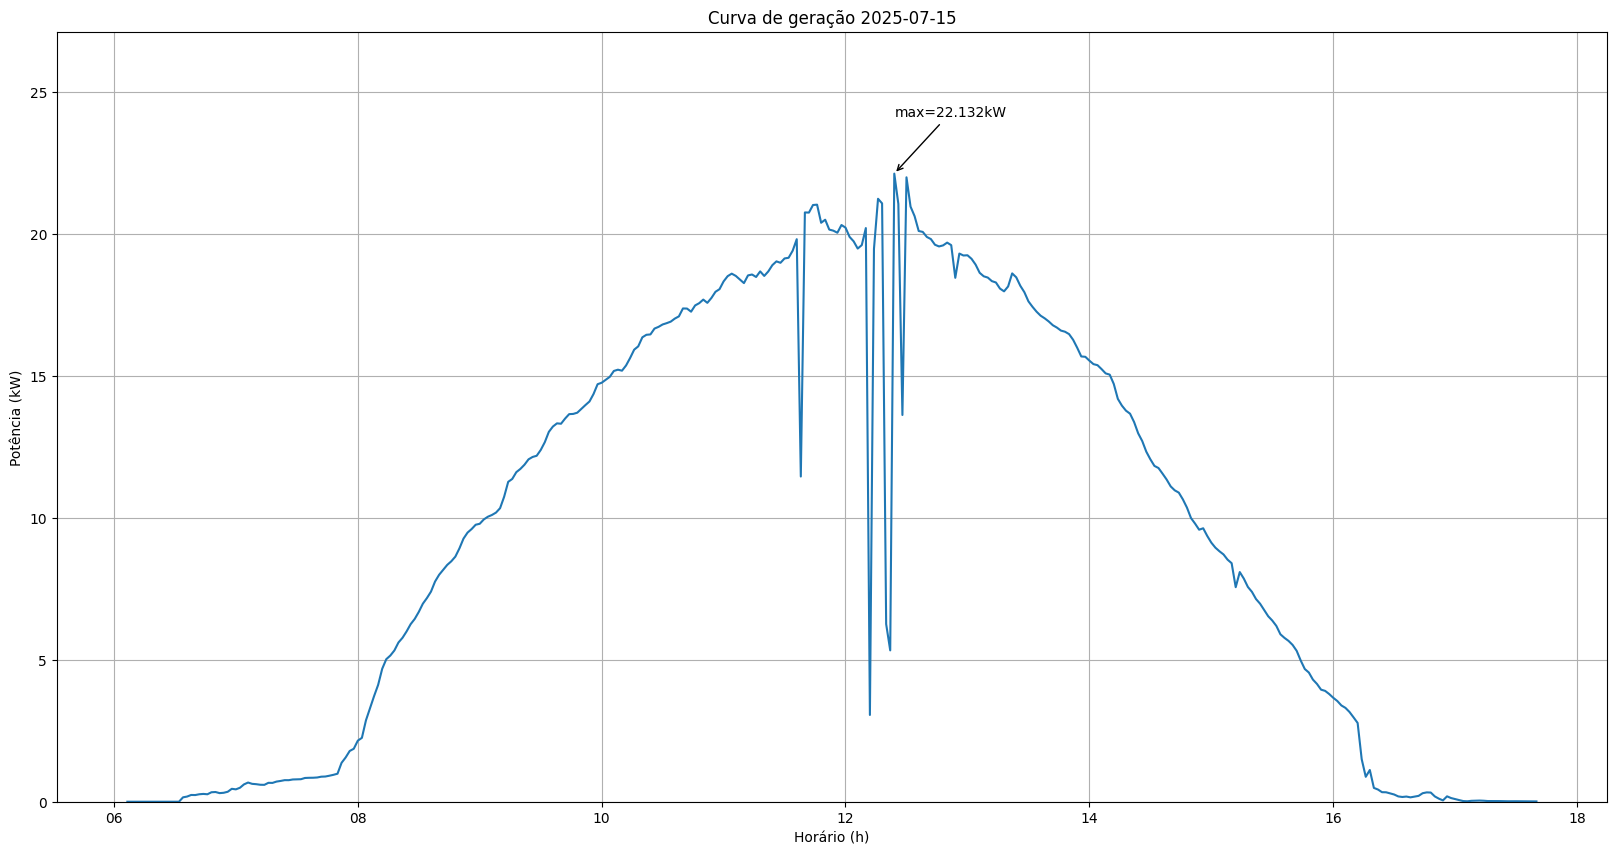 Curva de geração 2025-07-15
max=22.132kW
Potência (kW)
25
20
15
10
5
0
06 08 10 12 14 16 18
Horário (h)